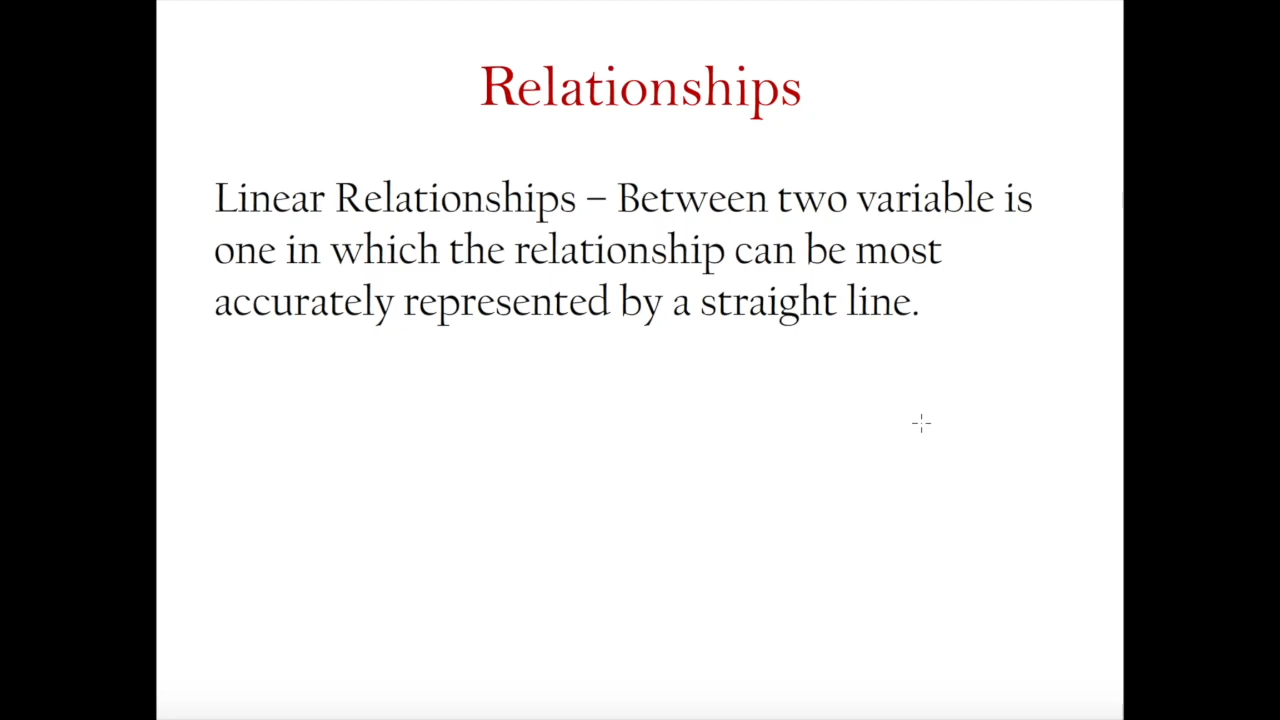 Relationships
Linear Relationships – Between two variable is
one in which the relationship can be most
accurately represented by a straight line.